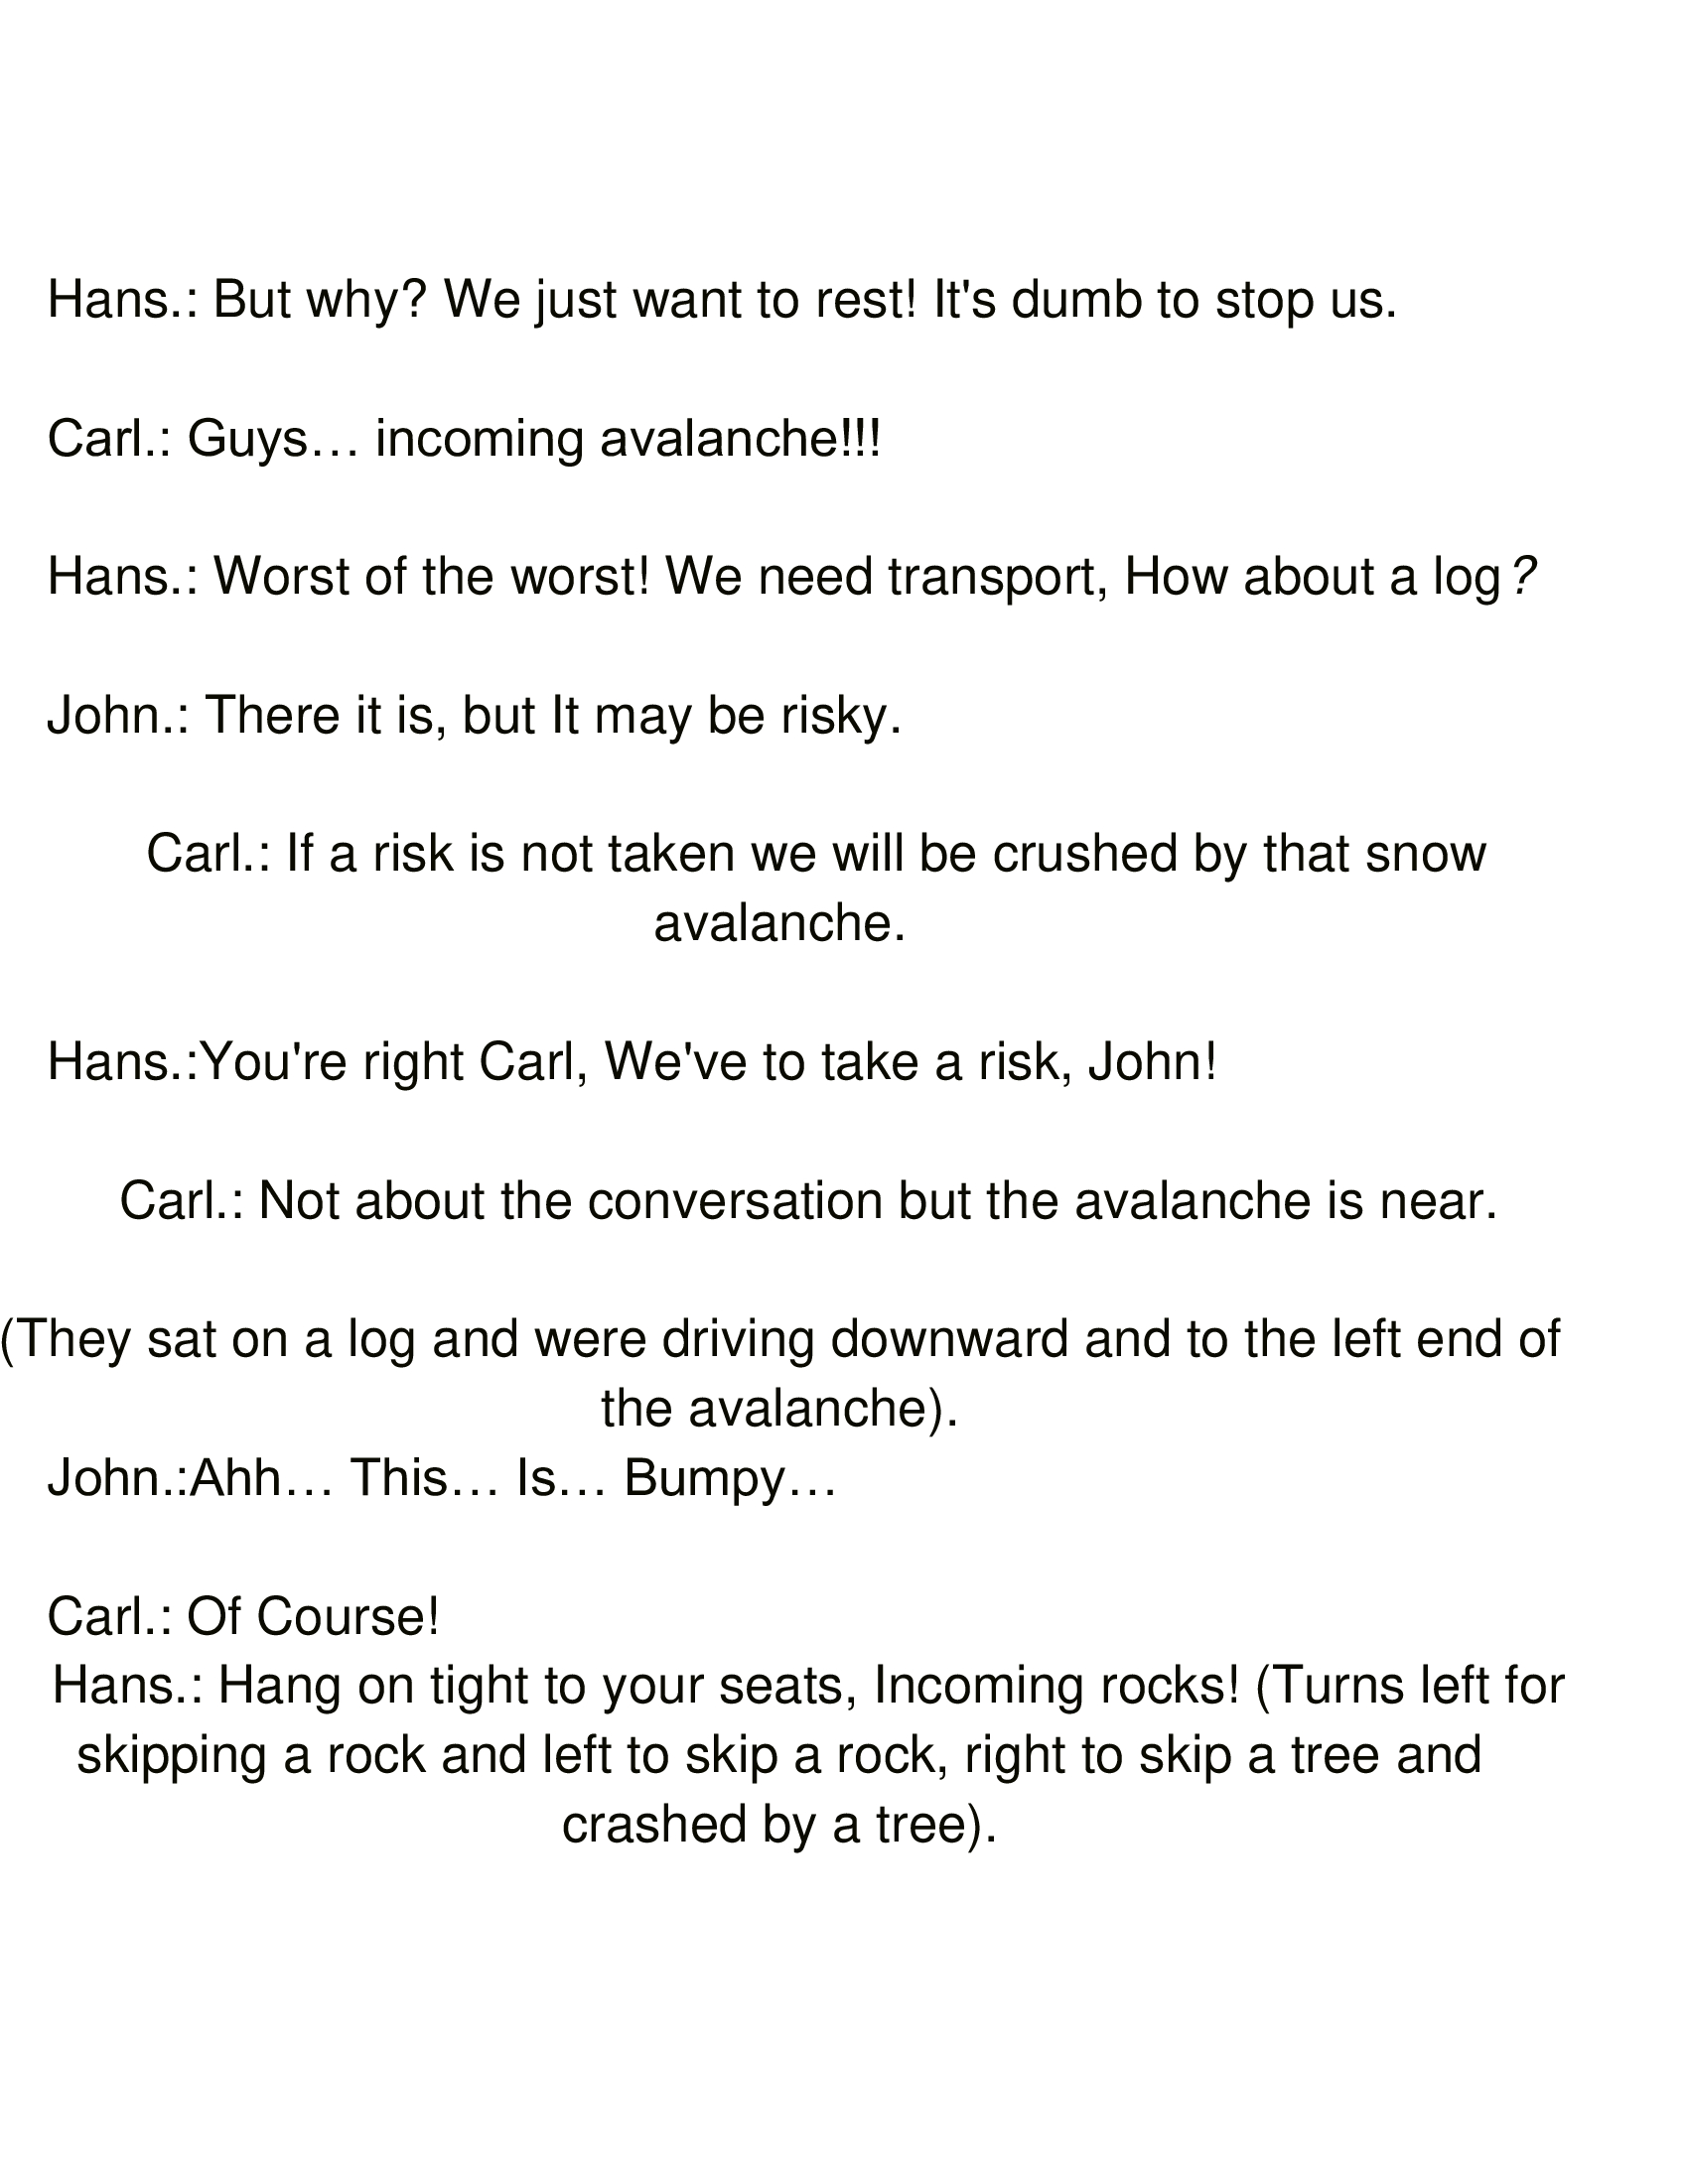 Hans.: But why? We just want to rest! It's dumb to stop us.
Carl.: Guys… incoming avalanche!!!
Hans.: Worst of the worst! We need transport, How about a log?
John.: There it is, but It may be risky.
Carl.: If a risk is not taken we will be crushed by that snow
avalanche.
Hans.:You're right Carl, We've to take a risk, John!
Carl.: Not about the conversation but the avalanche is near.
(They sat on a log and were driving downward and to the left end of
the avalanche).
John.:Ahh… This… Is… Bumpy…
Carl.: Of Course!
Hans.: Hang on tight to your seats, Incoming rocks! (Turns left for
skipping a rock and left to skip a rock, right to skip a tree and
crashed by a tree).